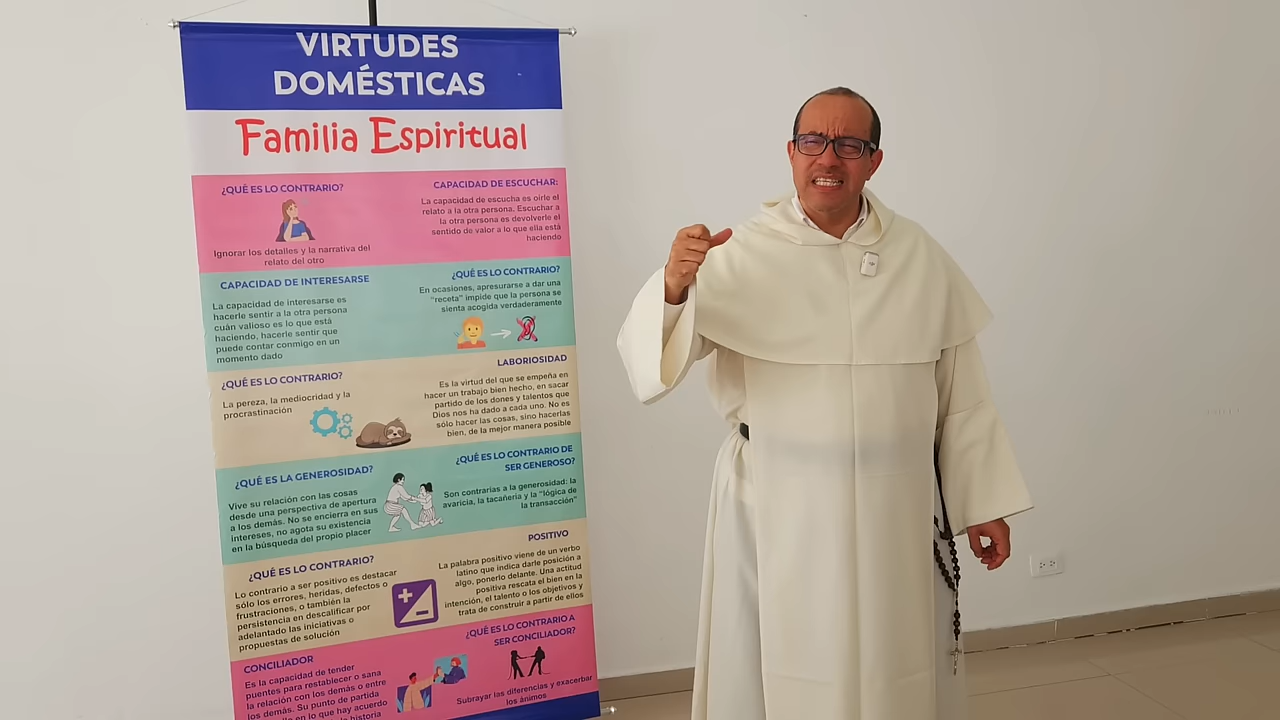 VIRTUDES
DOMÉSTICAS
Familia Espiritual
¿QUÈ ES LO CONTRARIO?
Ignorar los detalles y la narrativa del
relato del otro
CAPACIDAD DE ESCUCHAR:
La capacidad de escucha es oirle el
relato a la otra persona. Escuchar a
la otra persona es devolverle el
sentido de valor a lo que ella está
haciendo
CAPACIDAD DE INTERESARSE
La capacidad de interesarse es
hacerle sentir a la otra persona
cuán valioso es lo que está
haciendo, hacerle sentir que
puede contar conmigo en un
momento dado
¿QUÈ ES LO CONTRARIO?
En ocasiones, apresurarse a dar una
"receta" impide que la persona se
sienta acogida verdaderamente
¿QUÈ ES LO CONTRARIO?
La pereza, la mediocridad y la
procrastinación
LABORIOSIDAD
Es la virtud del que se empeña en
hacer un trabajo bien hecho, en sacar
partido de los dones y talentos que
Dios nos ha dado a cada uno. No es
sólo hacer las cosas, sino hacerlas
bien, de la mejor manera posible
¿QUÈ ES LA GENEROSIDAD?
Vive su relación con las cosas
desde una perspectiva de apertura
a los demás. No se encierra en sus
intereses, no agota su existencia
en la búsqueda del propio placer
¿QUÈ ES LO CONTRARIO DE
SER GENEROSO?
Son contrarias a la generosidad: la
avaricia, la tacañería y la "lógica de
la transacción"
¿QUÈ ES LO CONTRARIO?
Lo contrario a ser positivo es destacar
sólo los errores, heridas, defectos o
frustraciones, o también la
persistencia en descalificar por
adelantado las iniciativas o
propuestas de solución
POSITIVO
La palabra positivo viene de un verbo
latino que indica darle posición a
algo, ponerlo delante. Una actitud
positiva rescata el bien en la
intención, el talento o los objetivos y
trata de construir a partir de ellos
CONCILIADOR
Es la capacidad de tender
puentes para restablecer o sana
la relación con los demás o entre
los demás. Su punto de partida
en lo que hay acuerdo
la historia
¿QUÈ ES LO CONTRARIO A
SER CONCILIADOR?
Subrayar las diferencias y exacerbar
los ánimos